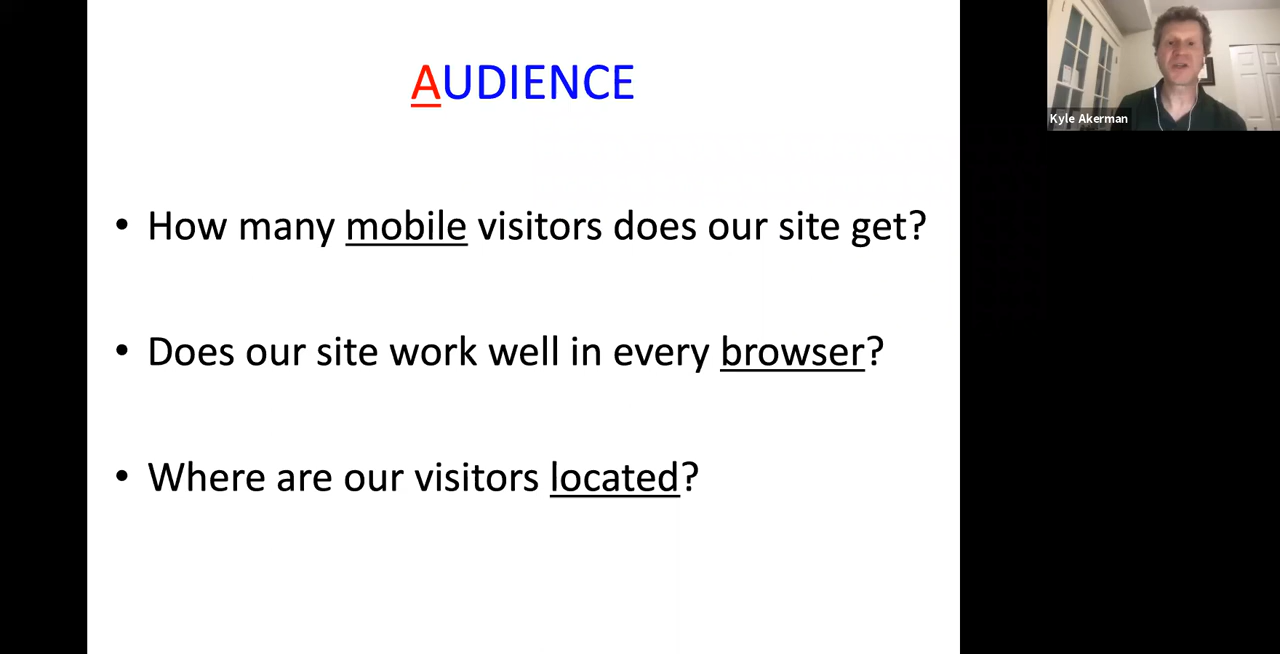 AUDIENCE
• How many mobile visitors does our site get?
• Does our site work well in every browser?
• Where are our visitors located?
Kyle Akerman